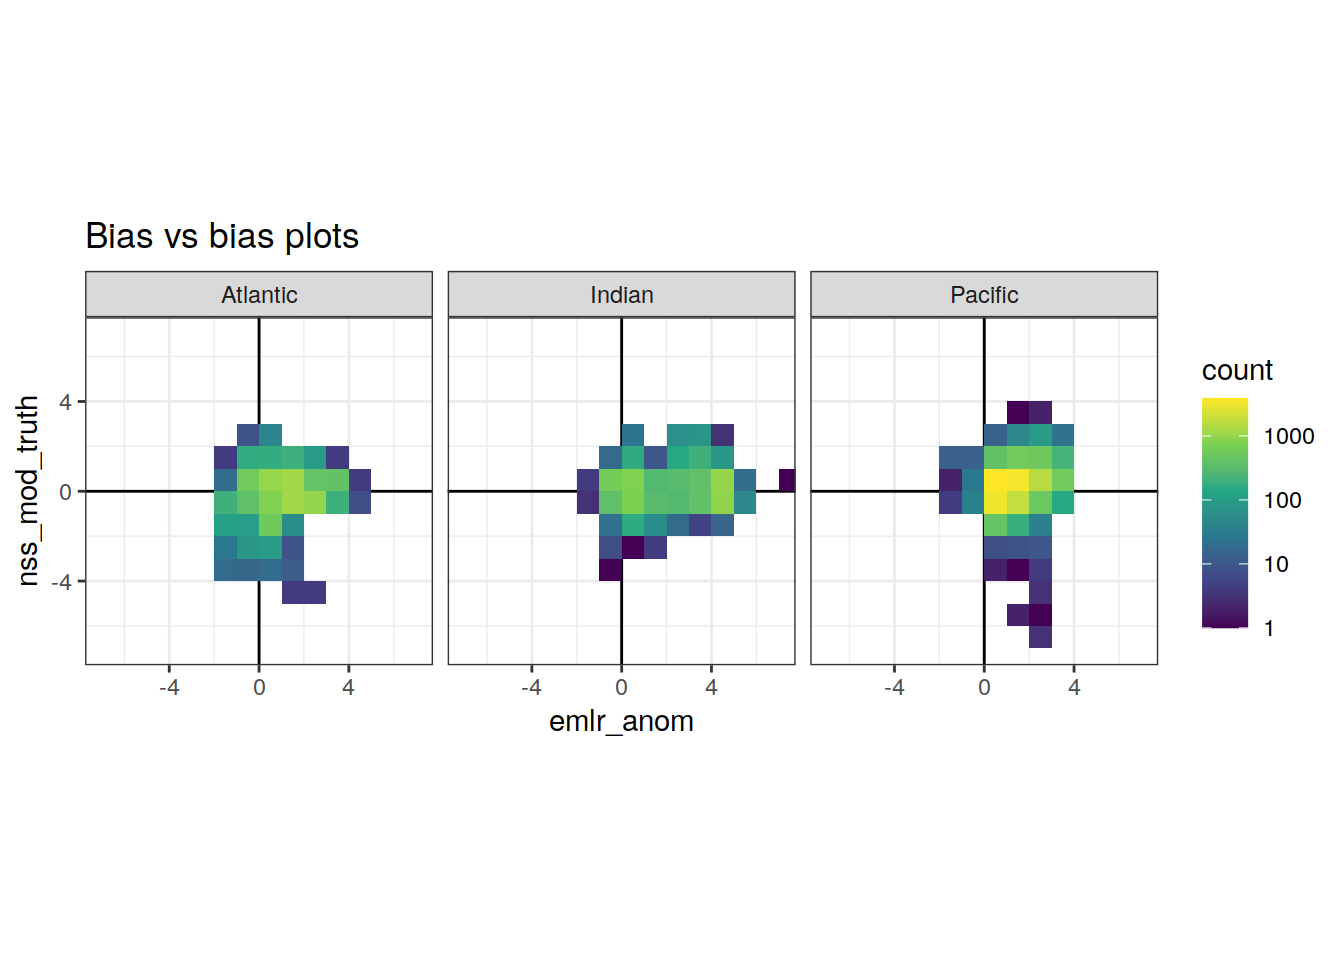 Bias vs bias plots
Atlantic
Indian
Pacific
nss_mod_truth
4
0
-4
-4 0 4
-4 0 4
-4 0 4
emlr_anom
count
1000
100
10
1